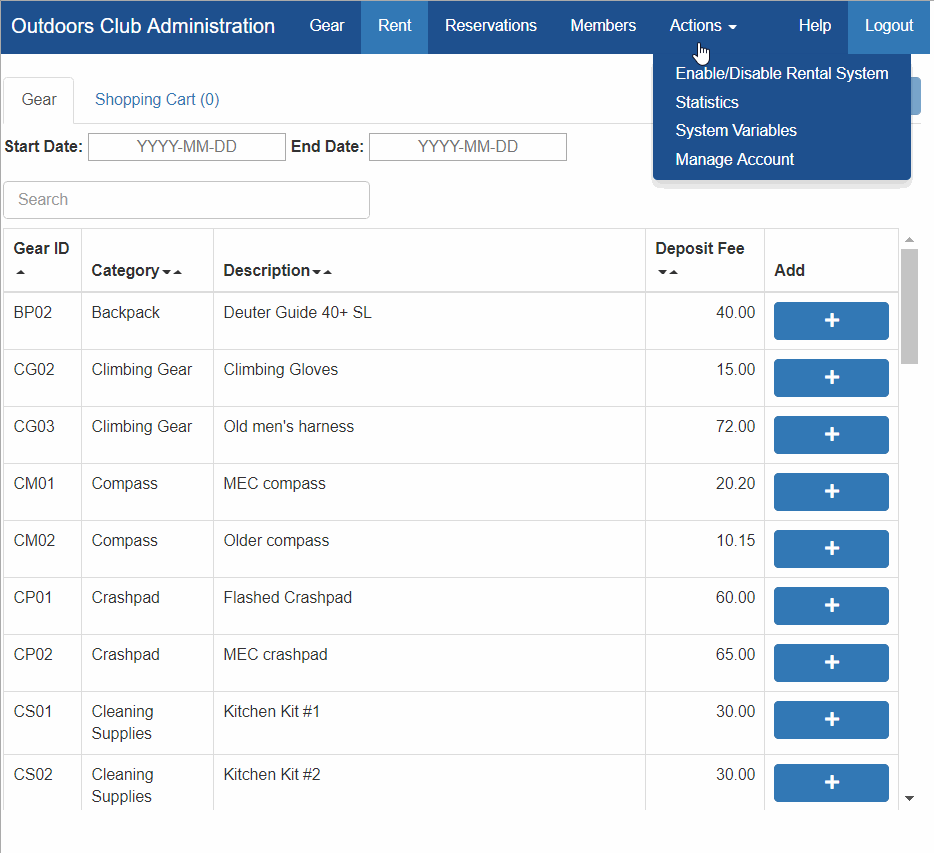 Outdoors Club Administration Gear Rent Reservations Members Actions Help Logout
Enable/Disable Rental System
Statistics
System Variables
Manage Account
Gear Shopping Cart (0)
Start Date: YYYY-MM-DD End Date: YYYY-MM-DD
Search
Gear ID Category Description Deposit Fee Add
BP02 Backpack Deuter Guide 40+ SL 40.00 +
CG02 Climbing Gear Climbing Gloves 15.00 +
CG03 Climbing Gear Old men's harness 72.00 +
CM01 Compass MEC compass 20.20 +
CM02 Compass Older compass 10.15 +
CP01 Crashpad Flashed Crashpad 60.00 +
CP02 Crashpad MEC crashpad 65.00 +
CS01 Cleaning Supplies Kitchen Kit #1 30.00 +
CS02 Cleaning Supplies Kitchen Kit #2 30.00 +